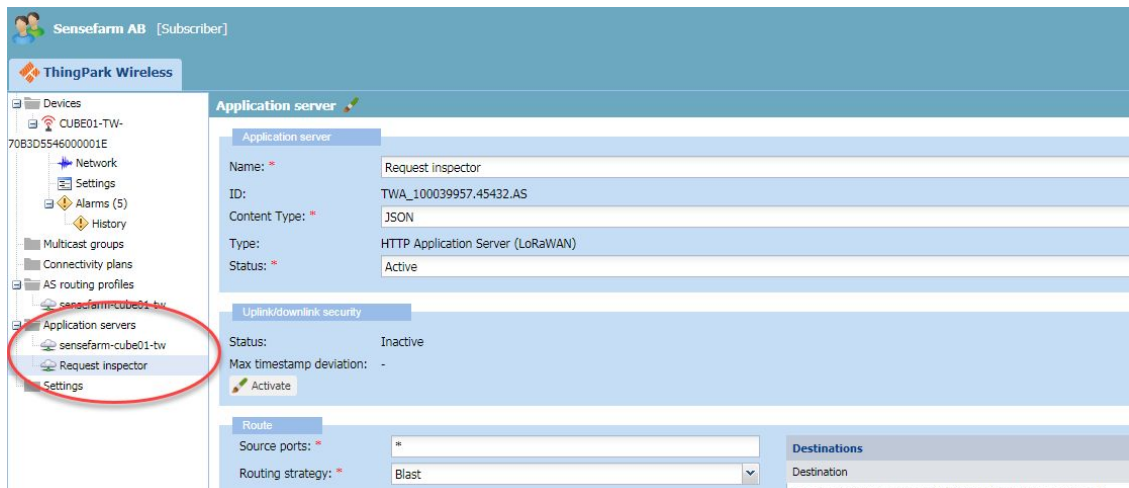 Sensefarm AB [Subscriber]
ThingPark Wireless
Devices
CUBE01-TW-
70B3D5546000001E
Network
Settings
Alarms (5)
History
Multicast groups
Connectivity plans
AS routing profiles
sensefarm-cube01-tw
Application servers
sensefarm-cube01-tw
Request inspector
Settings
Application server
Application server
Name: * Request inspector
ID: TWA_100039957.45432.AS
Content Type: * JSON
Type: HTTP Application Server (LoRaWAN)
Status: * Active
Uplink/downlink security
Status: Inactive
Max timestamp deviation: -
Activate
Route
Source ports: * *
Routing strategy: * Blast
Destinations
Destination